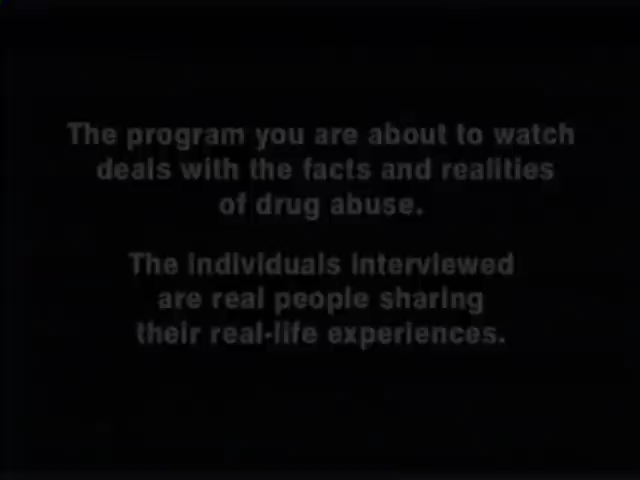 The program you are about to watch
deals with the facts and realities
of drug abuse.
The individuals interviewed
are real people sharing
their real-life experiences.